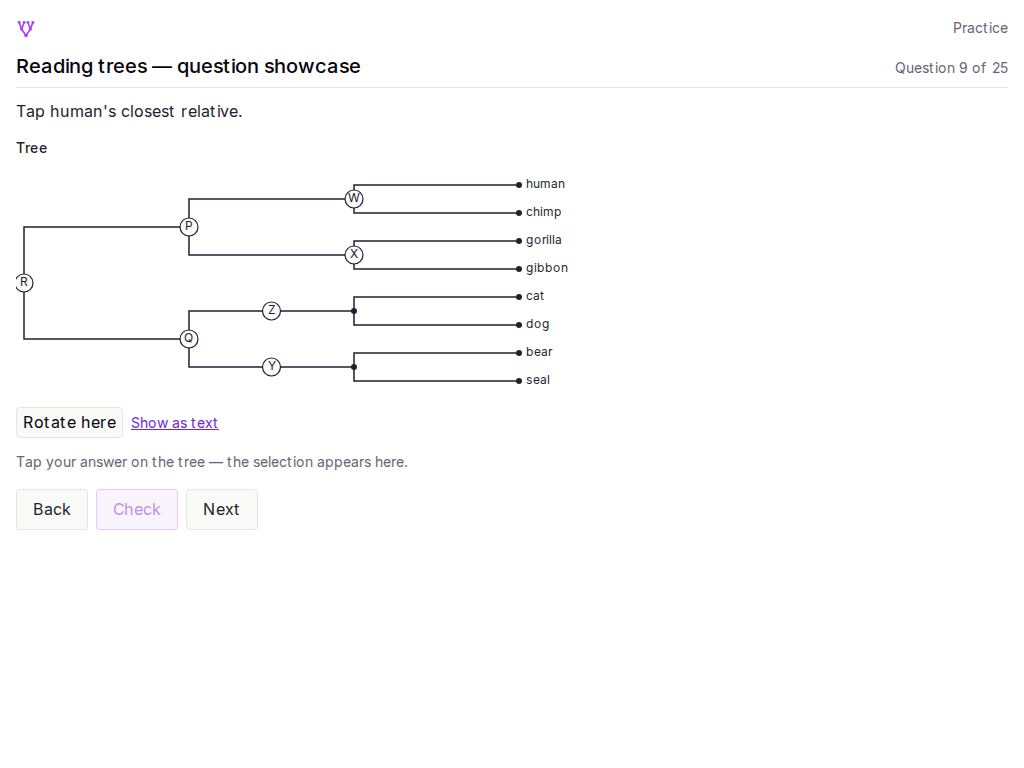 Practice
Reading trees — question showcase
Question 9 of 25
Tap human's closest relative.
Tree
human
W
chimp
P
gorilla
X
gibbon
R
cat
Z
dog
Q
bear
Y
seal
Rotate here
Show as text
Tap your answer on the tree — the selection appears here.
Back
Check
Next